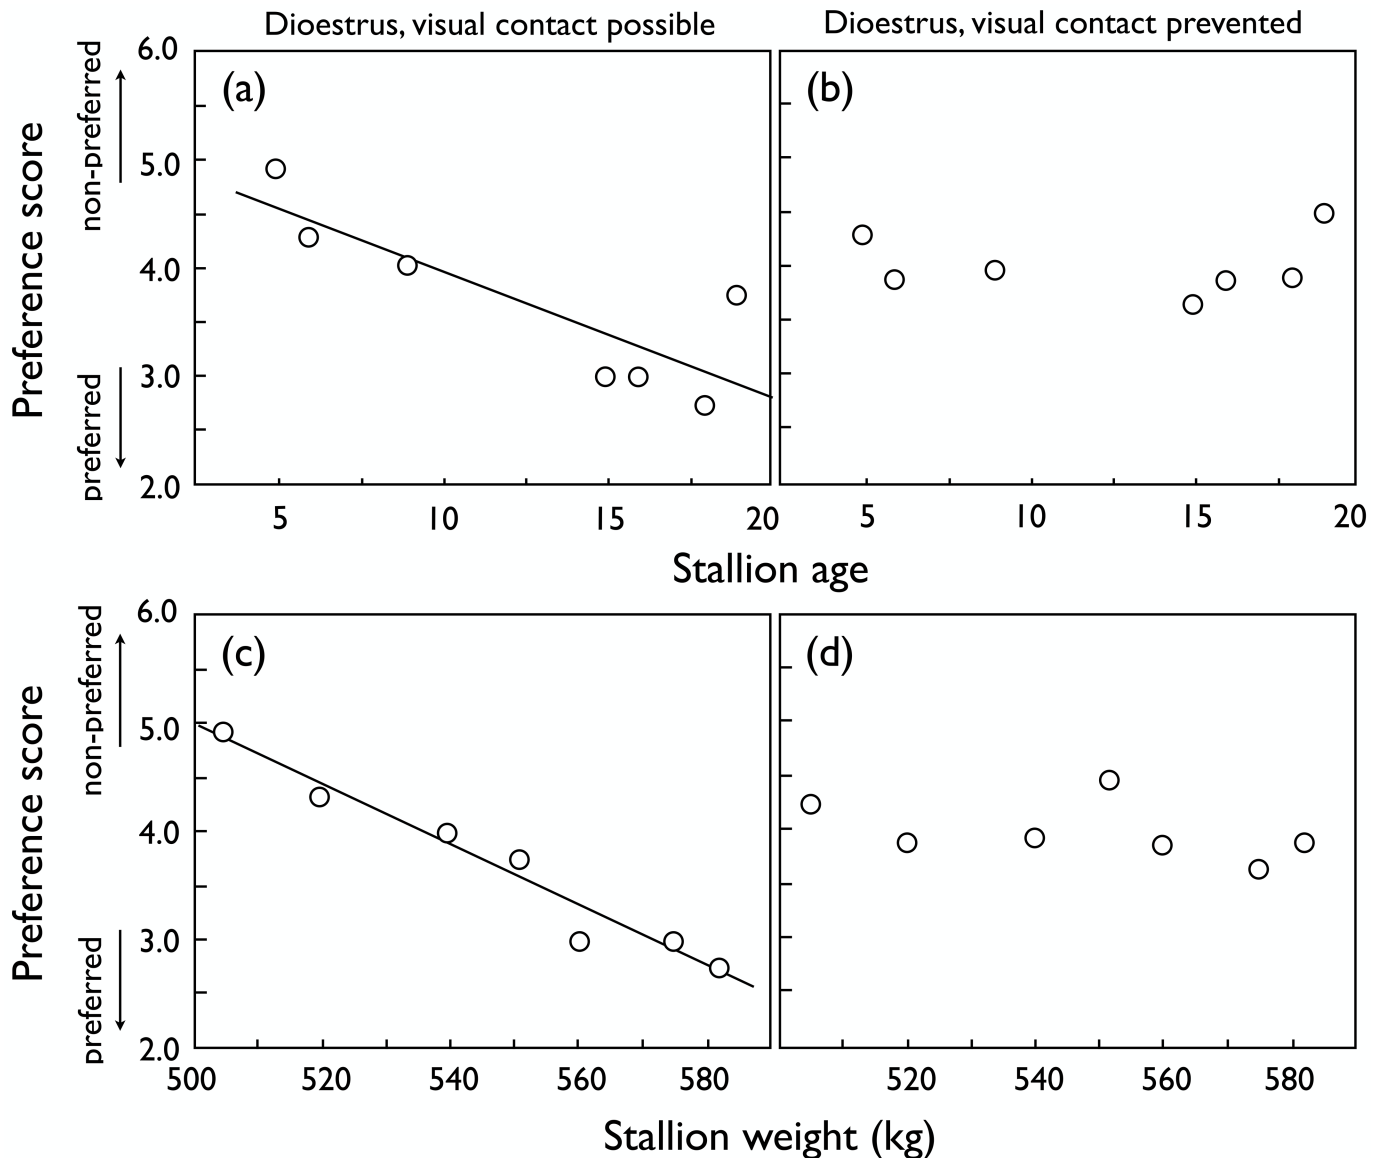 Dioestrus, visual contact possible
Dioestrus, visual contact prevented
(a)
(b)
6.0
5.0
4.0
3.0
2.0
Preference score
non-preferred
preferred
5 10 15 20
5 10 15 20
Stallion age
(c)
(d)
6.0
5.0
4.0
3.0
2.0
Preference score
non-preferred
preferred
500 520 540 560 580
520 540 560 580
Stallion weight (kg)